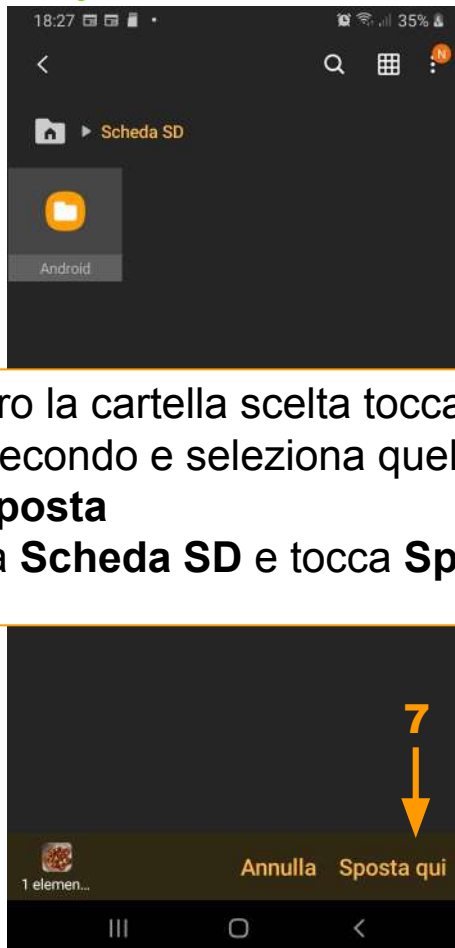 18:27
35%
N
Scheda SD
Android
ro la cartella scelta tocca
econdo e seleziona quel
posta
a Scheda SD e tocca Sp
7
1 elemen...
Annulla Sposta qui